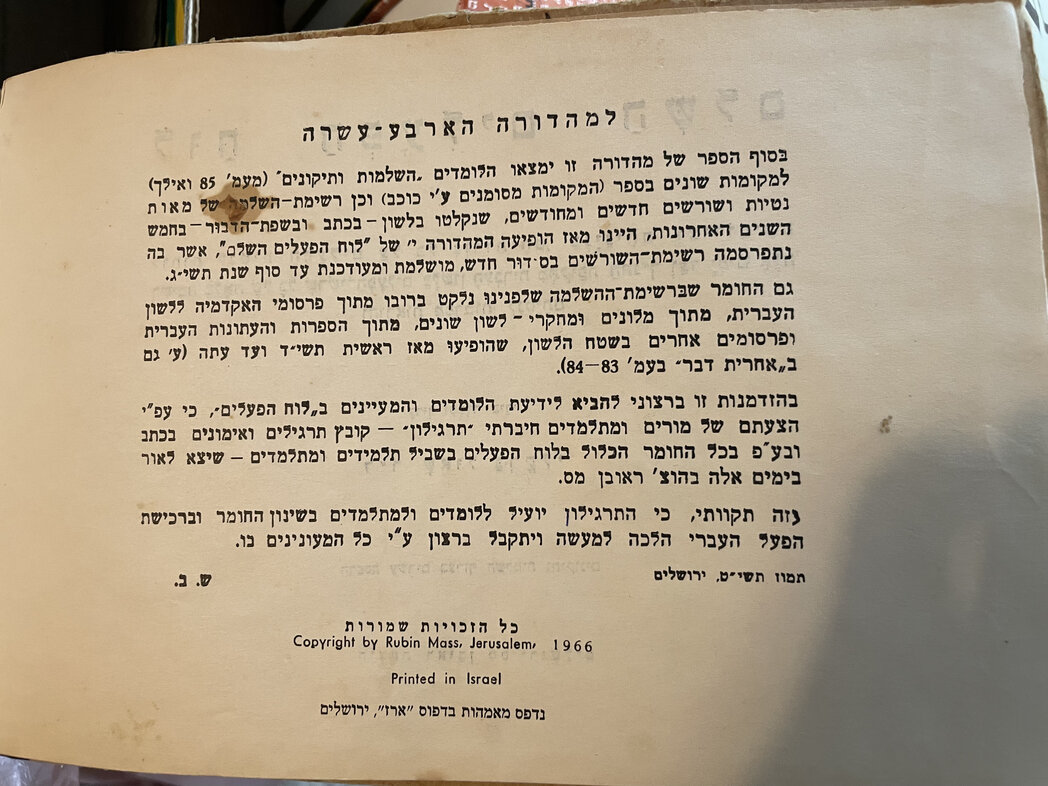 למהדורה הארבע־עשרה
בסוף הספר של מהדורה זו ימצאו הלומדים „השלמות ותיקונים" (מעמ' 85 ואילך)
למקומות שונים בספר (המקומות מסומנים ע"י כוכב) וכן רשימת־השלמה של מאות
נטיות ושורשים חדשים ומחודשים, שנקלטו בלשון – בכתב ובשפת־הדבור – בחמש
השנים האחרונות, היינו מאז הופיעה המהדורה י' של "לוח הפעלים השלם", אשר בה
נתפרסמה רשימת־השורשים בסדור חדש, מושלמת ומעודכנת עד סוף שנת תשי"ג.
גם החומר שברשימת־ההשלמה שלפנינו נלקט ברובו מתוך פרסומי האקדמיה ללשון
העברית, מתוך מלונים ומחקרי – לשון שונים, מתוך הספרות והעתונות העברית
ופרסומים אחרים בשטח הלשון, שהופיעו מאז ראשית תשי"ד ועד עתה (ע' גם
ב„אחרית דבר" בעמ' 83—84).
בהזדמנות זו ברצוני להביא לידיעת הלומדים והמעיינים ב„לוח הפעלים", כי עפ"י
הצעתם של מורים ומתלמדים חיברתי "תרגילון" — קובץ תרגילים ואימונים בכתב
ובע"פ בכל החומר הכלול בלוח הפעלים בשביל תלמידים ומתלמדים – שיצא לאור
בימים אלה בהוצ' ראובן מס.
וזה תקוותי, כי התרגילון יועיל ללומדים ולמתלמדים בשינון החומר וברכישת
הפעל העברי הלכה למעשה ויתקבל ברצון ע"י כל המעונינים בו.
תמוז תשי"ט, ירושלים ש. ב.
כל הזכויות שמורות
Copyright by Rubin Mass, Jerusalem, 1966
Printed in Israel
נדפס מאמהות בדפוס "ארז", ירושלים